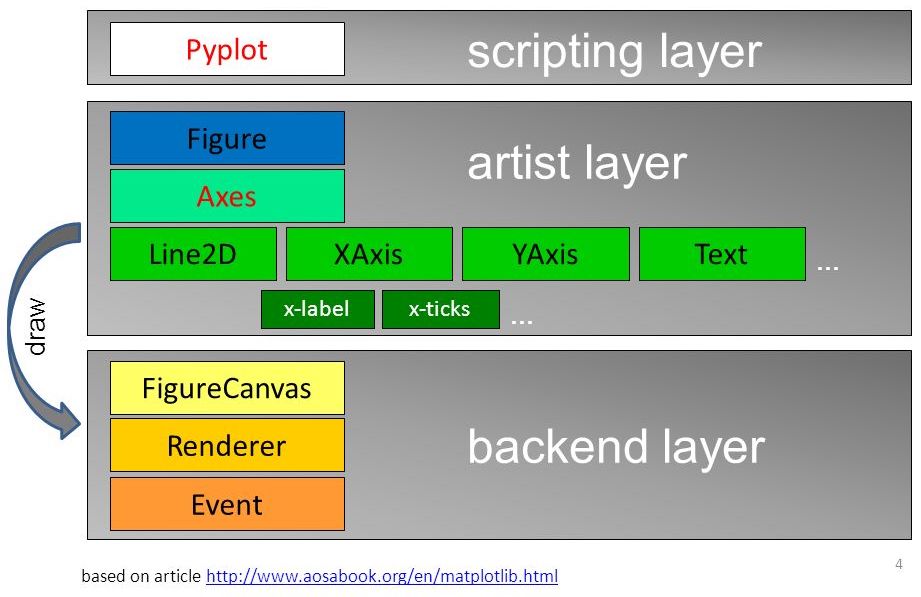 Pyplot
scripting layer
Figure
artist layer
Axes
Line2D
XAxis
YAxis
Text
...
x-label
x-ticks
...
draw
FigureCanvas
Renderer
backend layer
Event
4
based on article http://www.aosabook.org/en/matplotlib.html